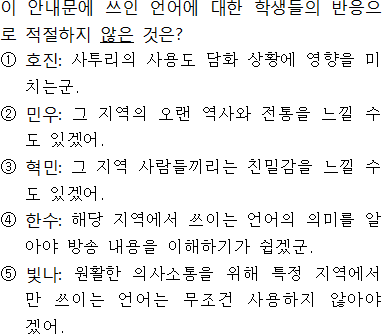 이 안내문에 쓰인 언어에 대한 학생들의 반응으
로 적절하지 않은 것은?
① 호진: 사투리의 사용도 담화 상황에 영향을 미
치는군.
② 민우: 그 지역의 오랜 역사와 전통을 느낄 수
도 있겠어.
③ 혁민: 그 지역 사람들끼리는 친밀감을 느낄 수
도 있겠어.
④ 한수: 해당 지역에서 쓰이는 언어의 의미를 알
아야 방송 내용을 이해하기가 쉽겠군.
⑤ 빛나: 원활한 의사소통을 위해 특정 지역에서
만 쓰이는 언어는 무조건 사용하지 않아야
겠어.